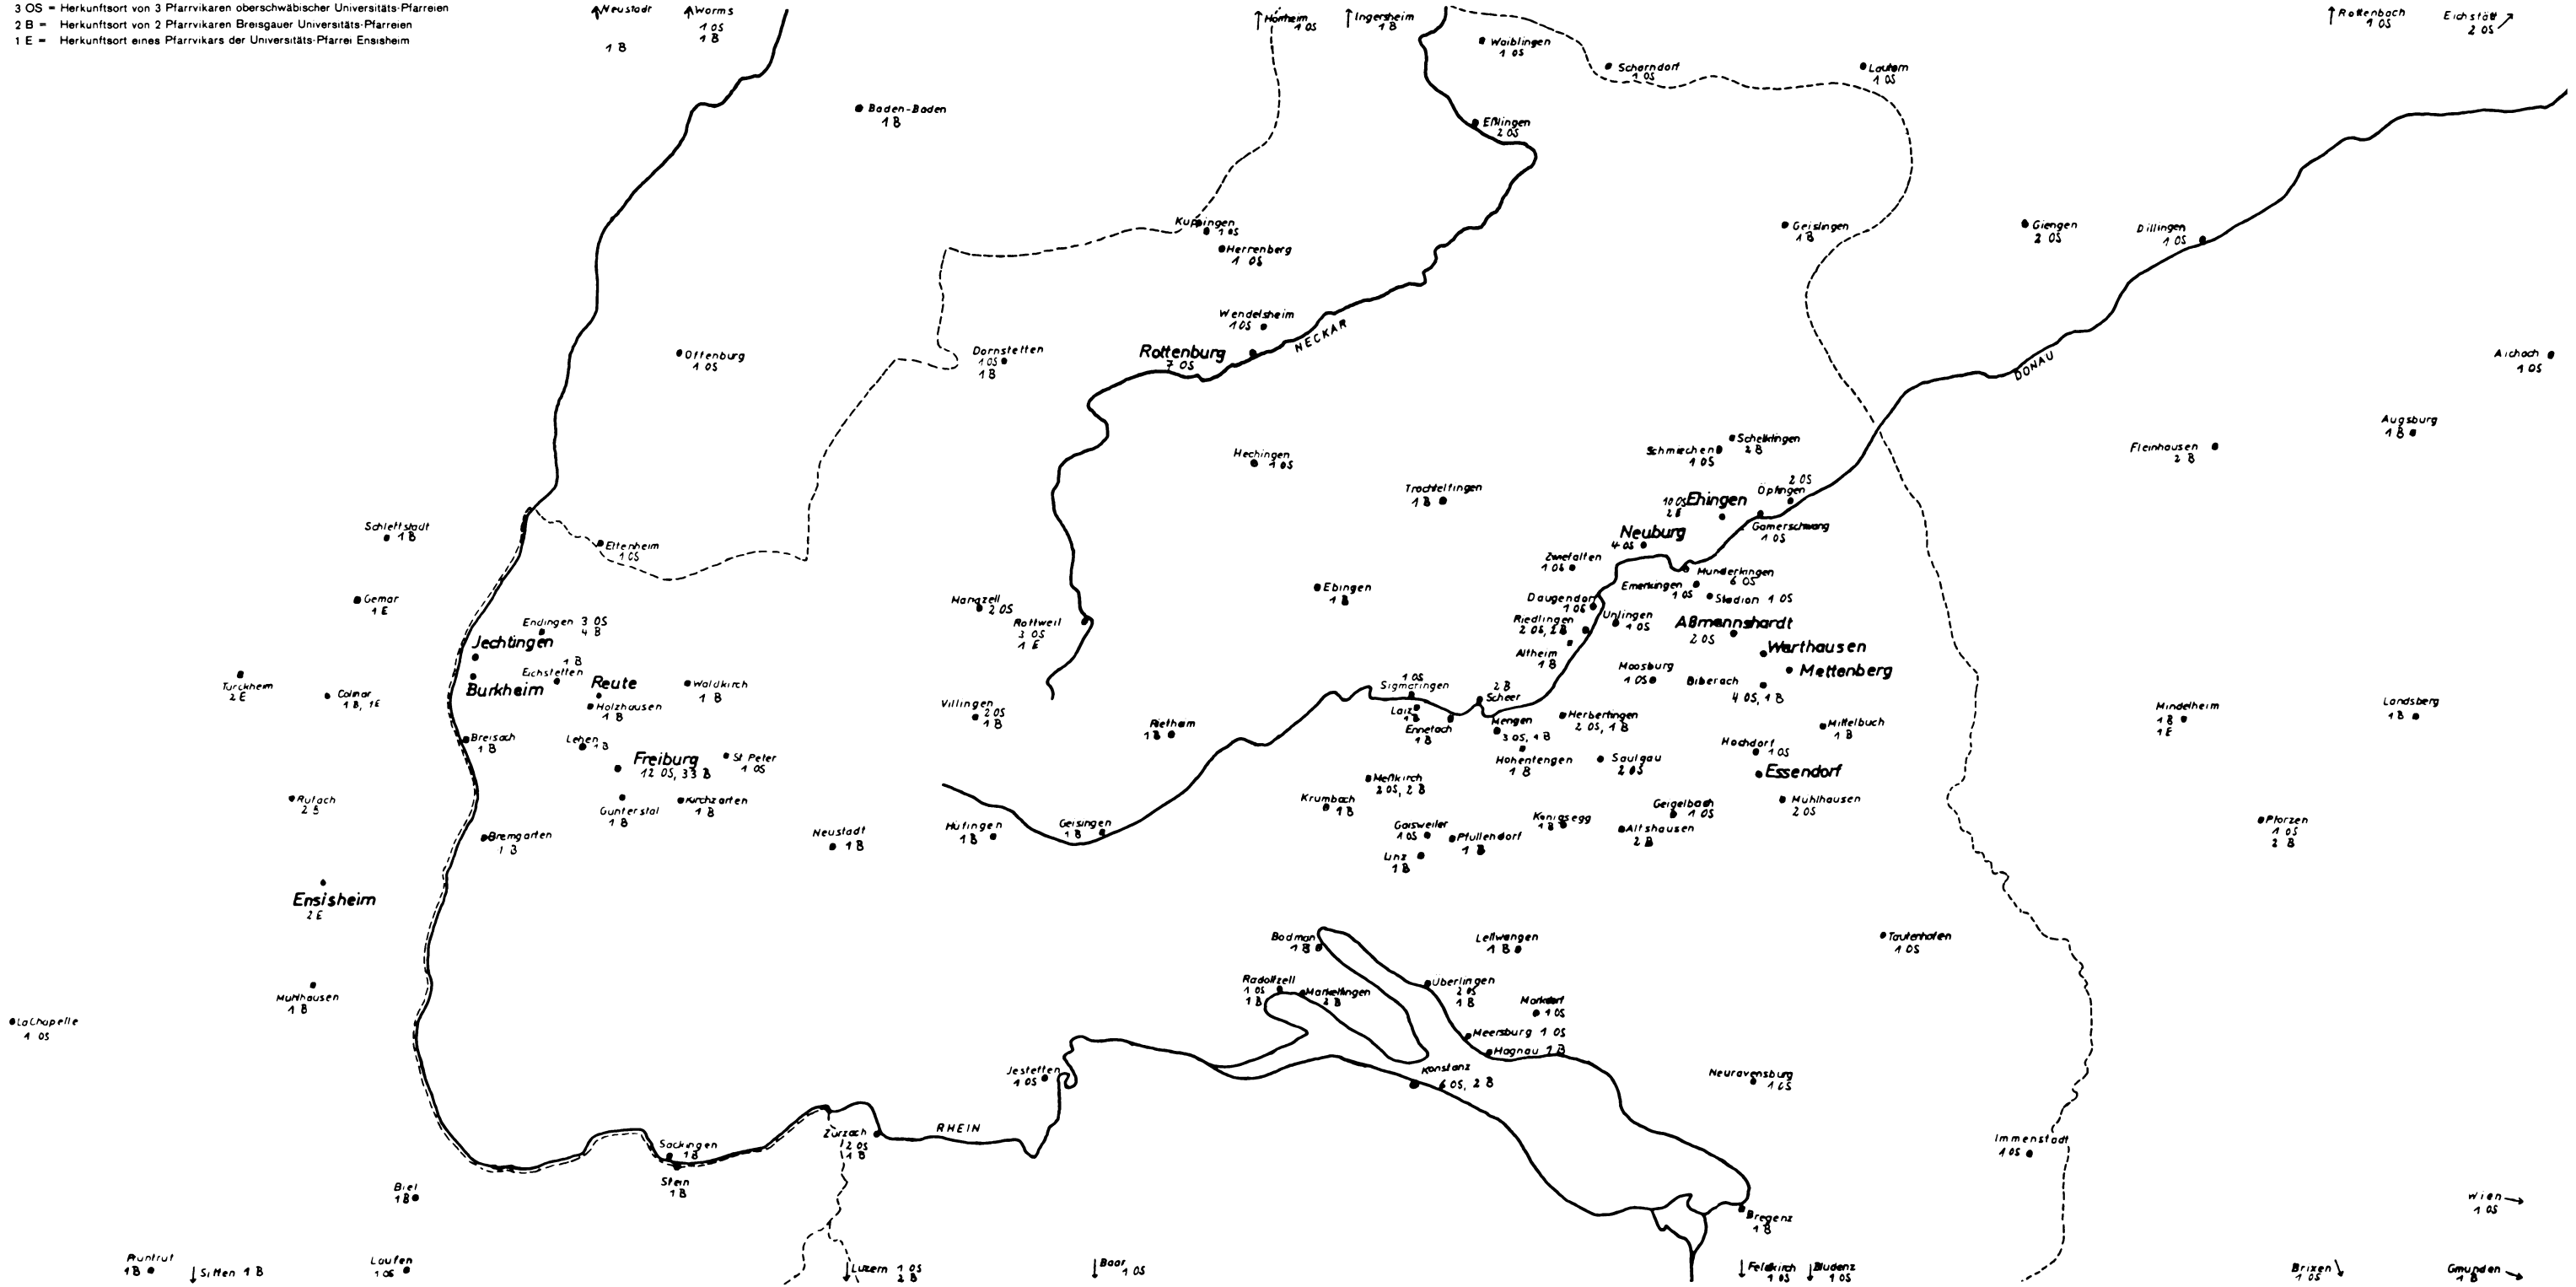 3 OS = Herkunftsort von 3 Pfarrvikaren oberschwäbischer Universitäts-Pfarreien
2 B = Herkunftsort von 2 Pfarrvikaren Breisgauer Universitäts-Pfarreien
1 E = Herkunftsort eines Pfarrvikars der Universitäts-Pfarrei Ensisheim
Neustadt
1 B
Worms
1 OS
1 B
Horrheim
1 OS
Ingersheim
1 B
Waiblingen
1 OS
Schorndorf
1 OS
Lautern
1 OS
Rottenbach
1 OS
Eichstätt
2 OS
Baden-Baden
1 B
Eßlingen
2 OS
Kuppingen
1 OS
Herrenberg
1 OS
Geislingen
1 B
Giengen
2 OS
Dillingen
1 OS
Wendelsheim
1 OS
Rottenburg
7 OS
NECKAR
Offenburg
1 OS
Dornstetten
1 OS
1 B
DONAU
Aichach
1 OS
Augsburg
1 B
Fleinhausen
2 B
Hechingen
1 OS
Schelklingen
2 B
Schmiechen
1 OS
Trochtelfingen
1 B
Ehingen
10 OS
2 E
Öpfingen
2 OS
Gamerschwang
1 OS
Neuburg
4 OS
Schlettstadt
1 B
Ettenheim
1 OS
Zwiefalten
1 OS
Munderkingen
6 OS
Emerkingen
1 OS
Stadion 1 OS
Gemar
1 E
Mariazell
2 OS
Ebingen
1 B
Daugendorf
1 OS
Unlingen
1 OS
Riedlingen
2 OS, 2 B
Altheim
1 B
Aßmannshardt
2 OS
Warthausen
Mettenberg
Endingen 3 OS
4 B
Rottweil
3 OS
1 E
Jechtingen
Eichstetten
1 B
Burkheim
Reute
Holzhausen
1 B
Waldkirch
1 B
Türckheim
2 E
Colmar
1 B, 1 E
Moosburg
1 OS
Biberach
4 OS, 1 B
Sigmaringen
1 OS
Laiz
1 B
Scheer
2 B
Ennetach
1 B
Mengen
3 OS, 1 B
Herbertingen
2 OS, 1 B
Mittelbuch
1 B
Mindelheim
1 B
1 E
Landsberg
1 B
Villingen
2 OS
1 B
Rietheim
1 B
Breisach
1 B
Lehen
1 B
Freiburg
12 OS, 33 B
St. Peter
1 OS
Hohentengen
1 B
Saulgau
2 OS
Hochdorf
1 OS
Essendorf
Rufach
Günterstal
1 B
Kirchzarten
1 B
Meßkirch
2 OS, 2 B
Krumbach
1 B
Geigelbach
1 OS
Muhlhausen
2 OS
Bremgarten
1 B
Neustadt
1 B
Hüfingen
1 B
Geisingen
1 B
Gaisweiler
1 OS
Pfullendorf
1 B
Königsegg
1 B
Altshausen
2 B
Linz
1 B
Pforzen
1 OS
2 B
Ensisheim
2 E
Bodman
1 B
Lellwangen
1 B
Tautenhofen
1 OS
Mühlhausen
1 B
Radolfzell
1 OS
1 B
Markelfingen
2 B
Überlingen
2 OS
1 B
Markdorf
1 OS
LaChapelle
1 OS
Meersburg 1 OS
Hagnau 1 B
Jestetten
1 OS
Konstanz
6 OS, 2 B
Neuravensburg
1 OS
Zurzach
2 OS
1 B
RHEIN
Säckingen
1 B
Stein
1 B
Immenstadt
1 OS
Biel
1 B
Wien
1 OS
Bregenz
1 B
Pruntrut
1 B
Sitten 1 B
Laufen
1 OS
Luzern 1 OS
2 B
Baar
1 OS
Feldkirch
1 OS
Bludenz
1 OS
Brixen
1 OS
Gmunden
1 B